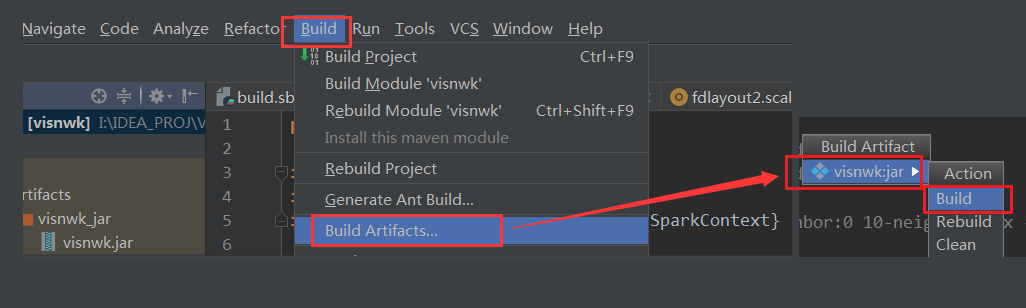 Navigate Code Analyze Refactor Build Run Tools VCS Window Help
Build Project Ctrl+F9
Build Module 'visnwk'
Rebuild Module 'visnwk' Ctrl+Shift+F9
Install this maven module
Rebuild Project
Generate Ant Build...
Build Artifacts...
[visnwk] I:\IDEA_PROJ\V
artifacts
visnwk_jar
visnwk.jar
build.sb
fdlayout2.scal
1
2
3
4
5
6
SparkContext}
Build Artifact
visnwk:jar
Action
Build
Rebuild
Clean
nbor:0 10-neig